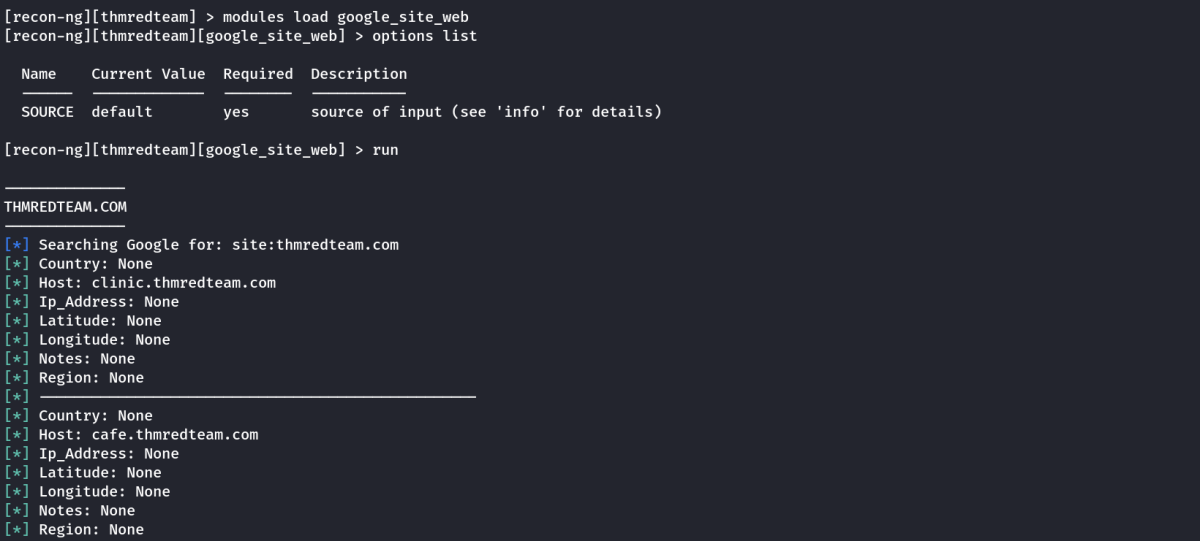 [recon-ng][thmredteam] > modules load google_site_web
[recon-ng][thmredteam][google_site_web] > options list
Name Current Value Required Description
SOURCE default yes source of input (see 'info' for details)
[recon-ng][thmredteam][google_site_web] > run
THMREDTEAM.COM
[*] Searching Google for: site:thmredteam.com
[*] Country: None
[*] Host: clinic.thmredteam.com
[*] Ip_Address: None
[*] Latitude: None
[*] Longitude: None
[*] Notes: None
[*] Region: None
[*] --------------------------------------------------
[*] Country: None
[*] Host: cafe.thmredteam.com
[*] Ip_Address: None
[*] Latitude: None
[*] Longitude: None
[*] Notes: None
[*] Region: None